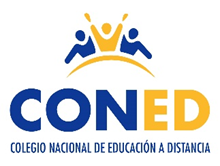 CONED
COLEGIO NACIONAL DE EDUCACIÓN A DISTANCIA